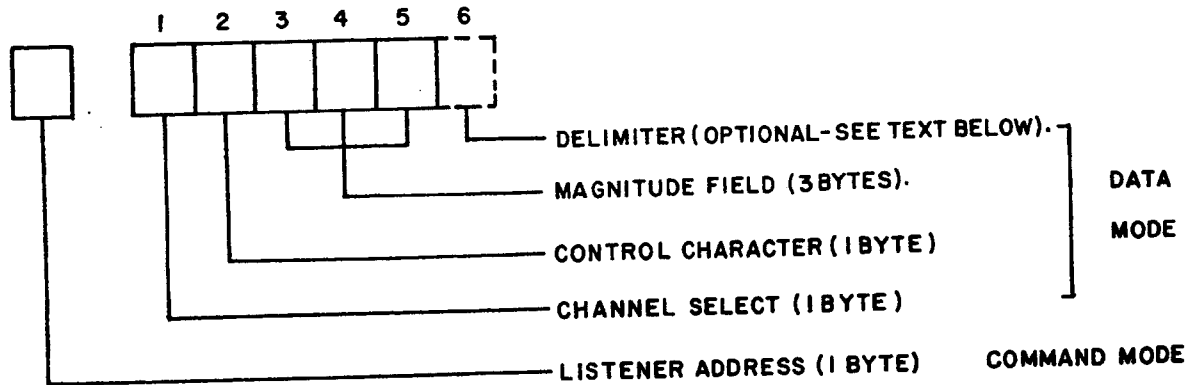 1 2 3 4 5 6
DELIMITER (OPTIONAL-SEE TEXT BELOW).
MAGNITUDE FIELD (3 BYTES).
DATA
MODE
CONTROL CHARACTER (1 BYTE)
CHANNEL SELECT (1 BYTE)
LISTENER ADDRESS (1 BYTE) COMMAND MODE